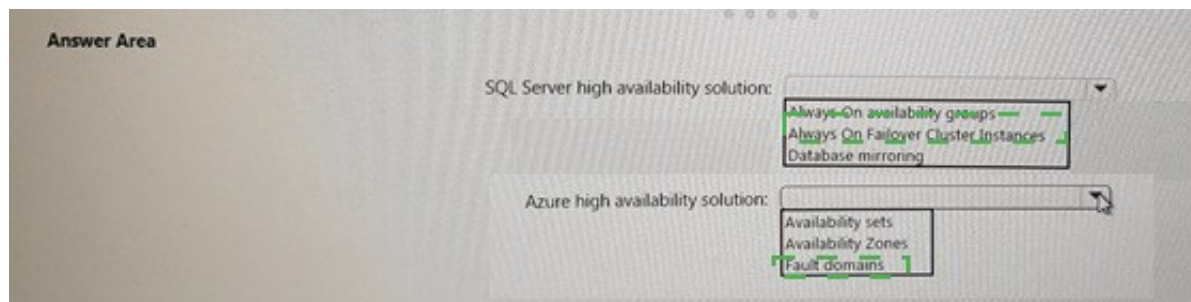 Answer Area
SQL Server high availability solution:
Always On availability groups
Always On Failover Cluster Instances
Database mirroring
Azure high availability solution:
Availability sets
Availability Zones
Fault domains